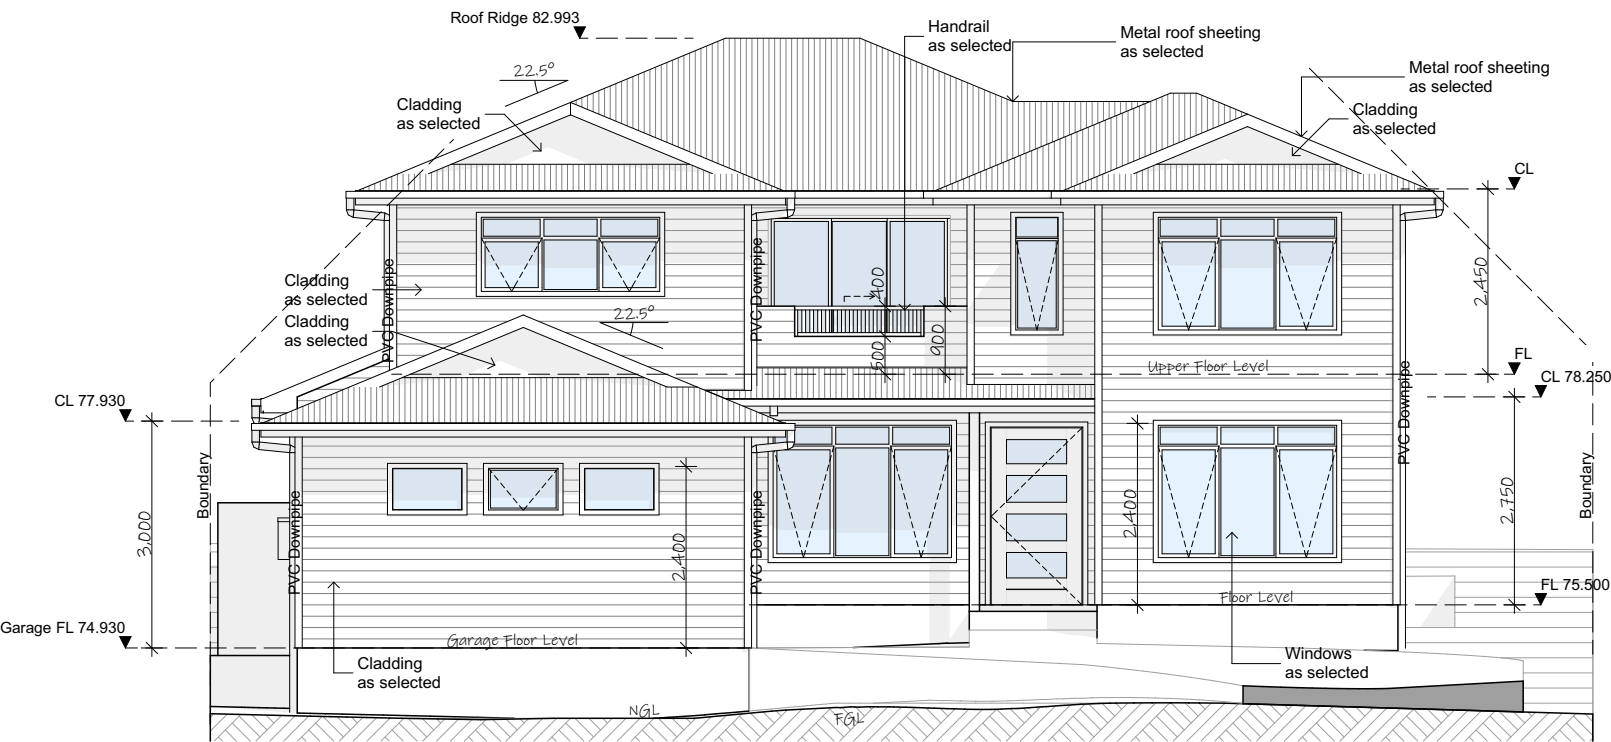 Roof Ridge 82.993
Handrail
as selected
Metal roof sheeting
as selected
22.5°
Metal roof sheeting
as selected
Cladding
as selected
Cladding
as selected
CL
PVC Downpipe
PVC Downpipe
Cladding
as selected
400
2,450
Cladding
as selected
22.5°
500
900
Upper Floor Level
FL
CL 78.250
CL 77.930
PVC Downpipe
Boundary
Boundary
3,000
PVC Downpipe
2,400
PVC Downpipe
2,400
2,750
FL 75.500
Floor Level
Garage FL 74.930
Garage Floor Level
Cladding
as selected
Windows
as selected
NGL
FGL